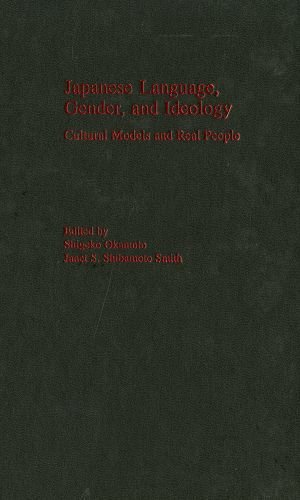 Japanese Language,
Gender, and Ideology
Cultural Models and Real People
Edited by
Shigeko Okamoto
Janet S. Shibamoto Smith